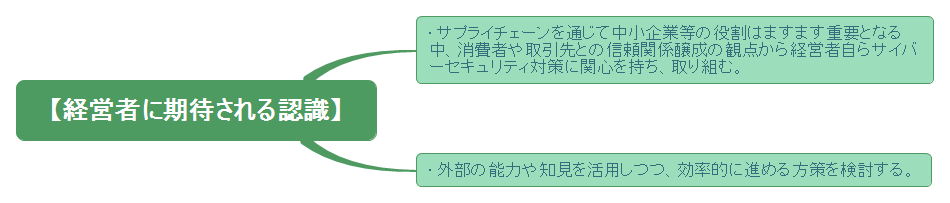 【経営者に期待される認識】
・サプライチェーンを通じて中小企業等の役割はますます重要となる
中、消費者や取引先との信頼関係醸成の観点から経営者自らサイバ
ーセキュリティ対策に関心を持ち、取り組む。
・外部の能力や知見を活用しつつ、効率的に進める方策を検討する。